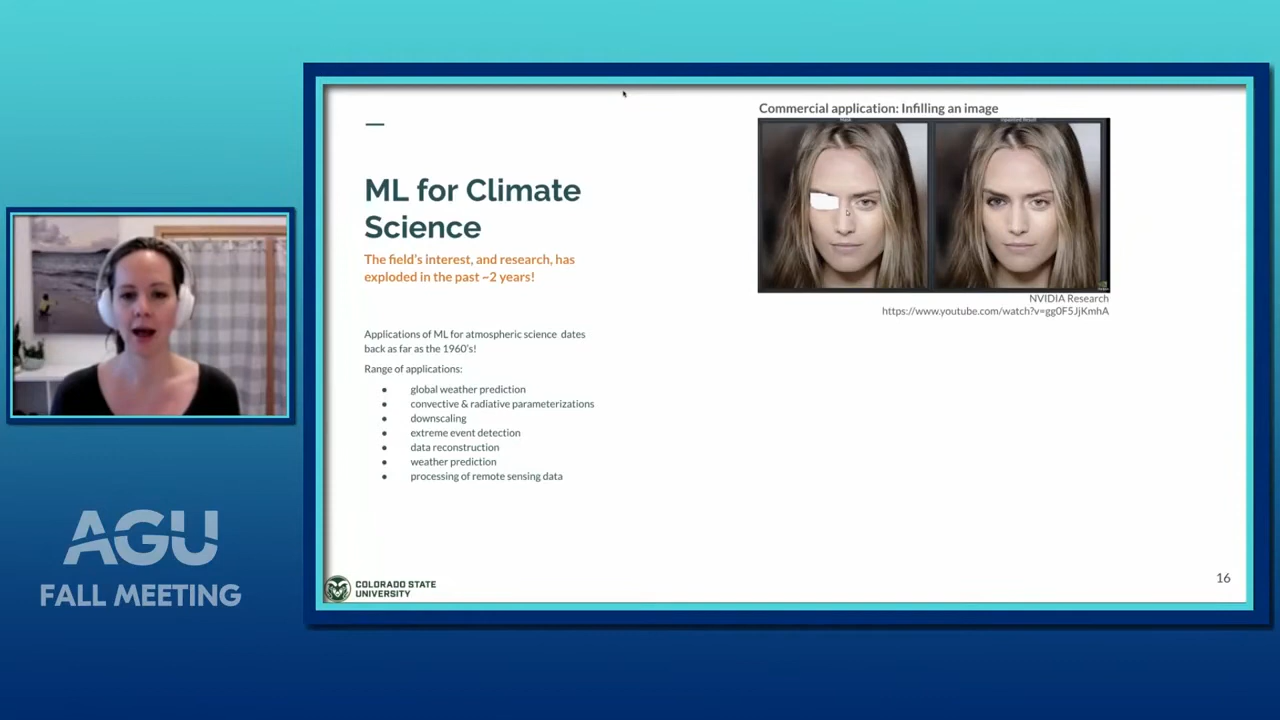 Commercial application: Infilling an image
ML for Climate
Science
The field's interest, and research, has
exploded in the past ~2 years!
NVIDIA Research
https://www.youtube.com/watch?v=gg0F5JjKmhA
Applications of ML for atmospheric science dates
back as far as the 1960's!
Range of applications:
● global weather prediction
● convective & radiative parameterizations
● downscaling
● extreme event detection
● data reconstruction
● weather prediction
● processing of remote sensing data
AGU
FALL MEETING
COLORADO STATE
UNIVERSITY
16